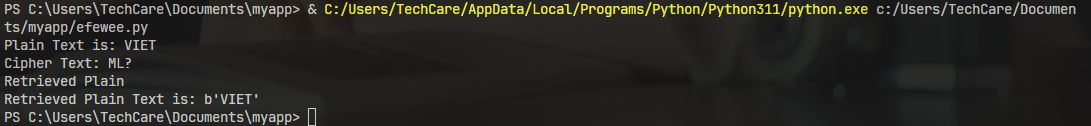 PS C:\Users\TechCare\Documents\myapp> & C:/Users/TechCare/AppData/Local/Programs/Python/Python311/python.exe c:/Users/TechCare/Documen
ts/myapp/efewee.py
Plain Text is: VIET
Cipher Text: ML?
Retrieved Plain
Retrieved Plain Text is: b'VIET'
PS C:\Users\TechCare\Documents\myapp>